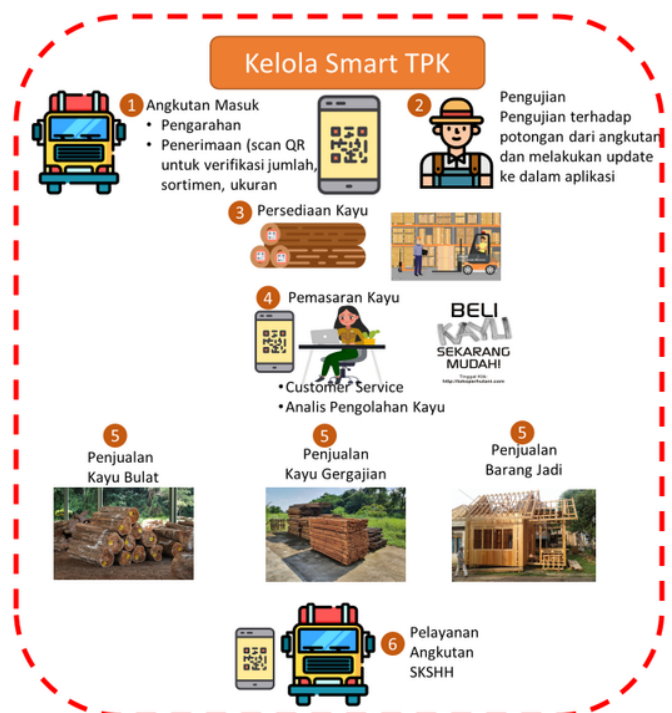 Kelola Smart TPK
1 Angkutan Masuk
• Pengarahan
• Penerimaan (scan QR
untuk verifikasi jumlah,
sortimen, ukuran
2 Pengujian
Pengujian terhadap
potongan dari angkutan
dan melakukan update
ke dalam aplikasi
3 Persediaan Kayu
4 Pemasaran Kayu
BELI
KAYU
SEKARANG
MUDAH!
Tinggal Klik:
•Customer Service
•Analis Pengolahan Kayu
5
Penjualan
Kayu Bulat
5
Penjualan
Kayu Gergajian
5
Penjualan
Barang Jadi
6 Pelayanan
Angkutan
SKSHH